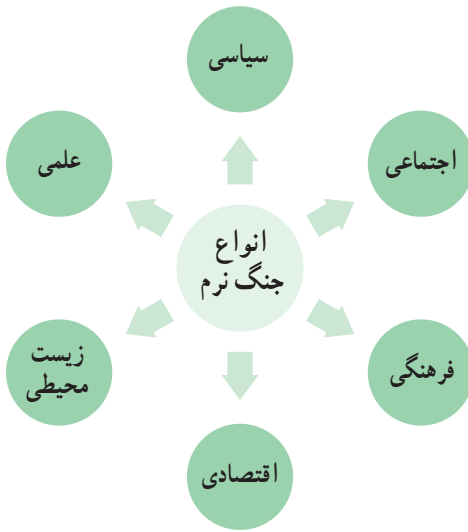 انواع
جنگ نرم
سیاسی
اجتماعی
فرهنگی
اقتصادی
زیست
محیطی
علمی